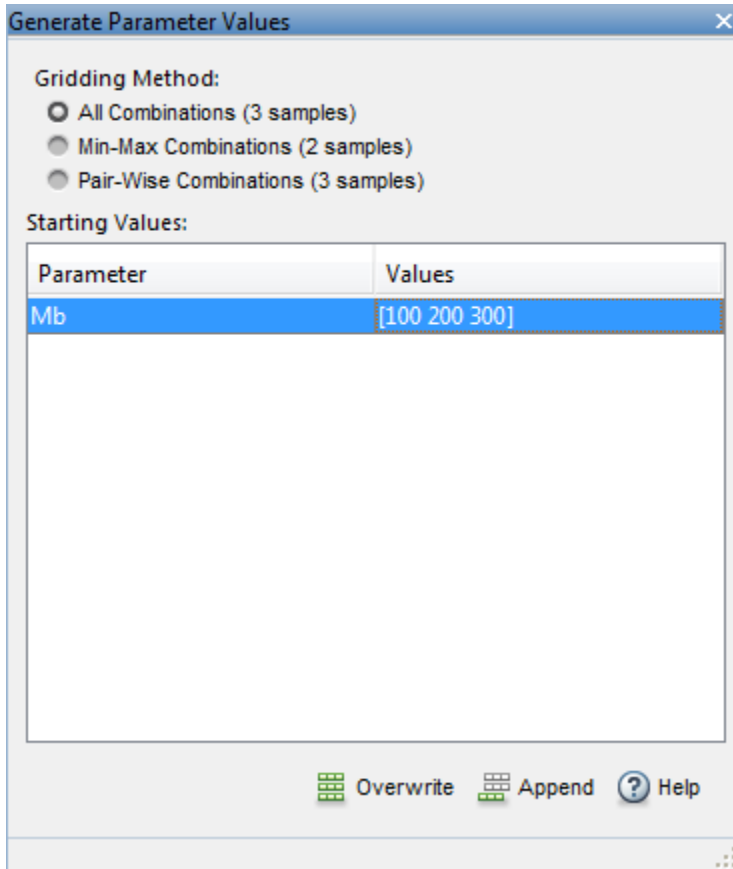 Generate Parameter Values
Gridding Method:
All Combinations (3 samples)
Min-Max Combinations (2 samples)
Pair-Wise Combinations (3 samples)
Starting Values:
Parameter Values
Mb [100 200 300]
Overwrite Append Help